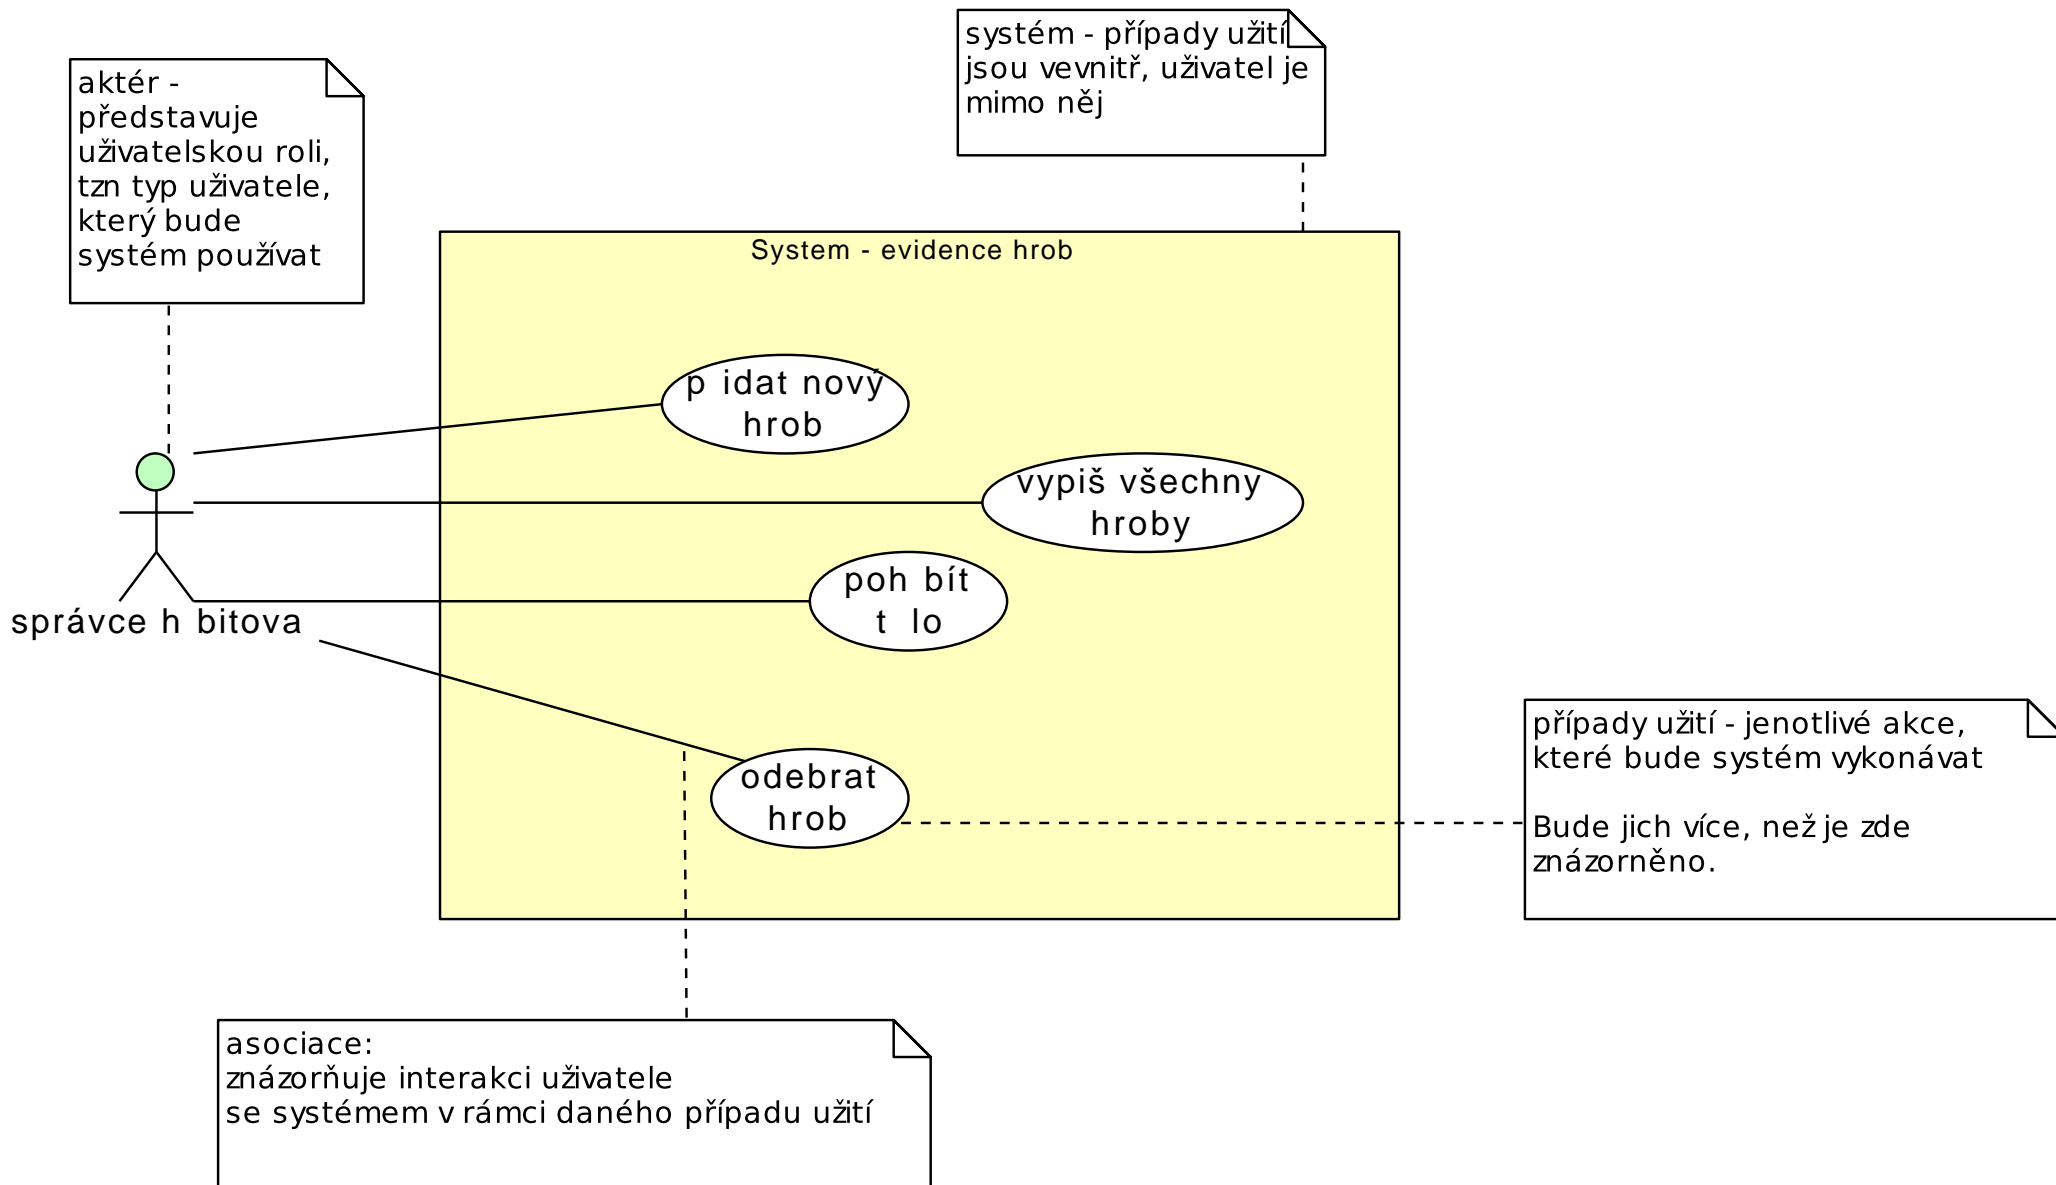 systém - případy užití
jsou vevnitř, uživatel je
mimo něj
aktér -
představuje
uživatelskou roli,
tzn typ uživatele,
který bude
systém používat
System - evidence hrob
p idat nový
hrob
vypiš všechny
hroby
poh bít
t lo
správce h bitova
odebrat
hrob
případy užití - jenotlivé akce,
které bude systém vykonávat
Bude jich více, než je zde
znázorněno.
asociace:
znázorňuje interakci uživatele
se systémem v rámci daného případu užití